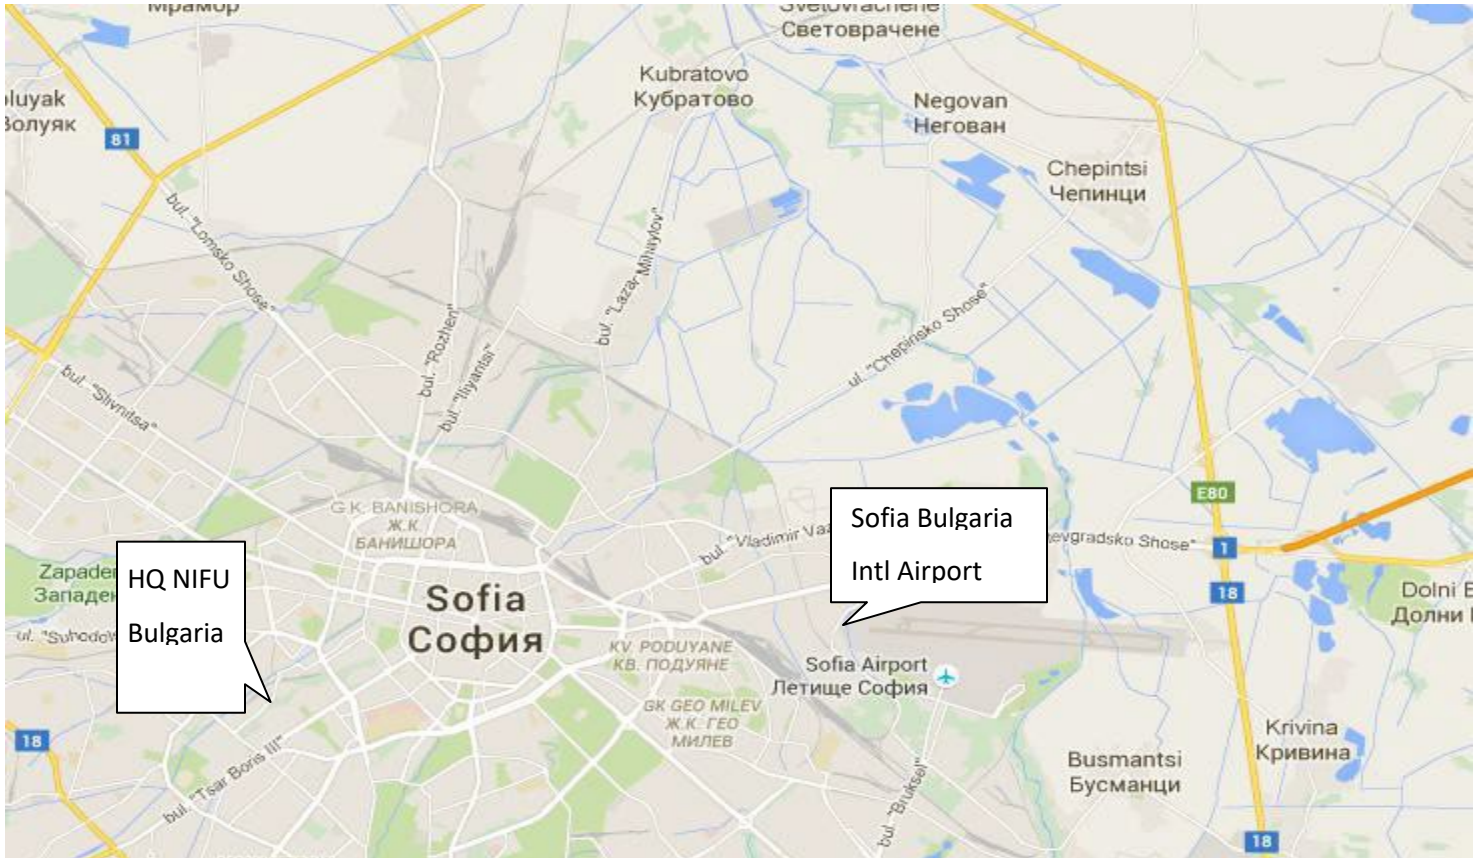 Мрамор
Svetovrachene
Световрачене
Kubratovo
Кубратово
Negovan
Негован
oluyak
Волуяк
81
Chepintsi
Чепинци
bul. "Lomsko Shose"
bul. "Lazar Mihaylov"
bul. "Rozhen"
bul. "Iliyantsi"
ul. "Chepinsko Shose"
bul. "Slivnitsa"
G.K. BANISHORA
Ж.К.
БАНИШОРА
E80
Sofia Bulgaria
Intl Airport
bul. "Vladimir Vaz
evgradsko Shose"
1
18
HQ NIFU
Bulgaria
Zapaden
Западен
ul. "Suhodol
Sofia
София
Dolni B
Долни
KV. PODUYANE
КВ. ПОДУЯНЕ
Sofia Airport
Летище София
GK GEO MILEV
Ж.К. ГЕО
МИЛЕВ
18
bul. "Tsar Boris III"
Krivina
Кривина
Busmantsi
Бусманци
bul. "Bruksel"
18